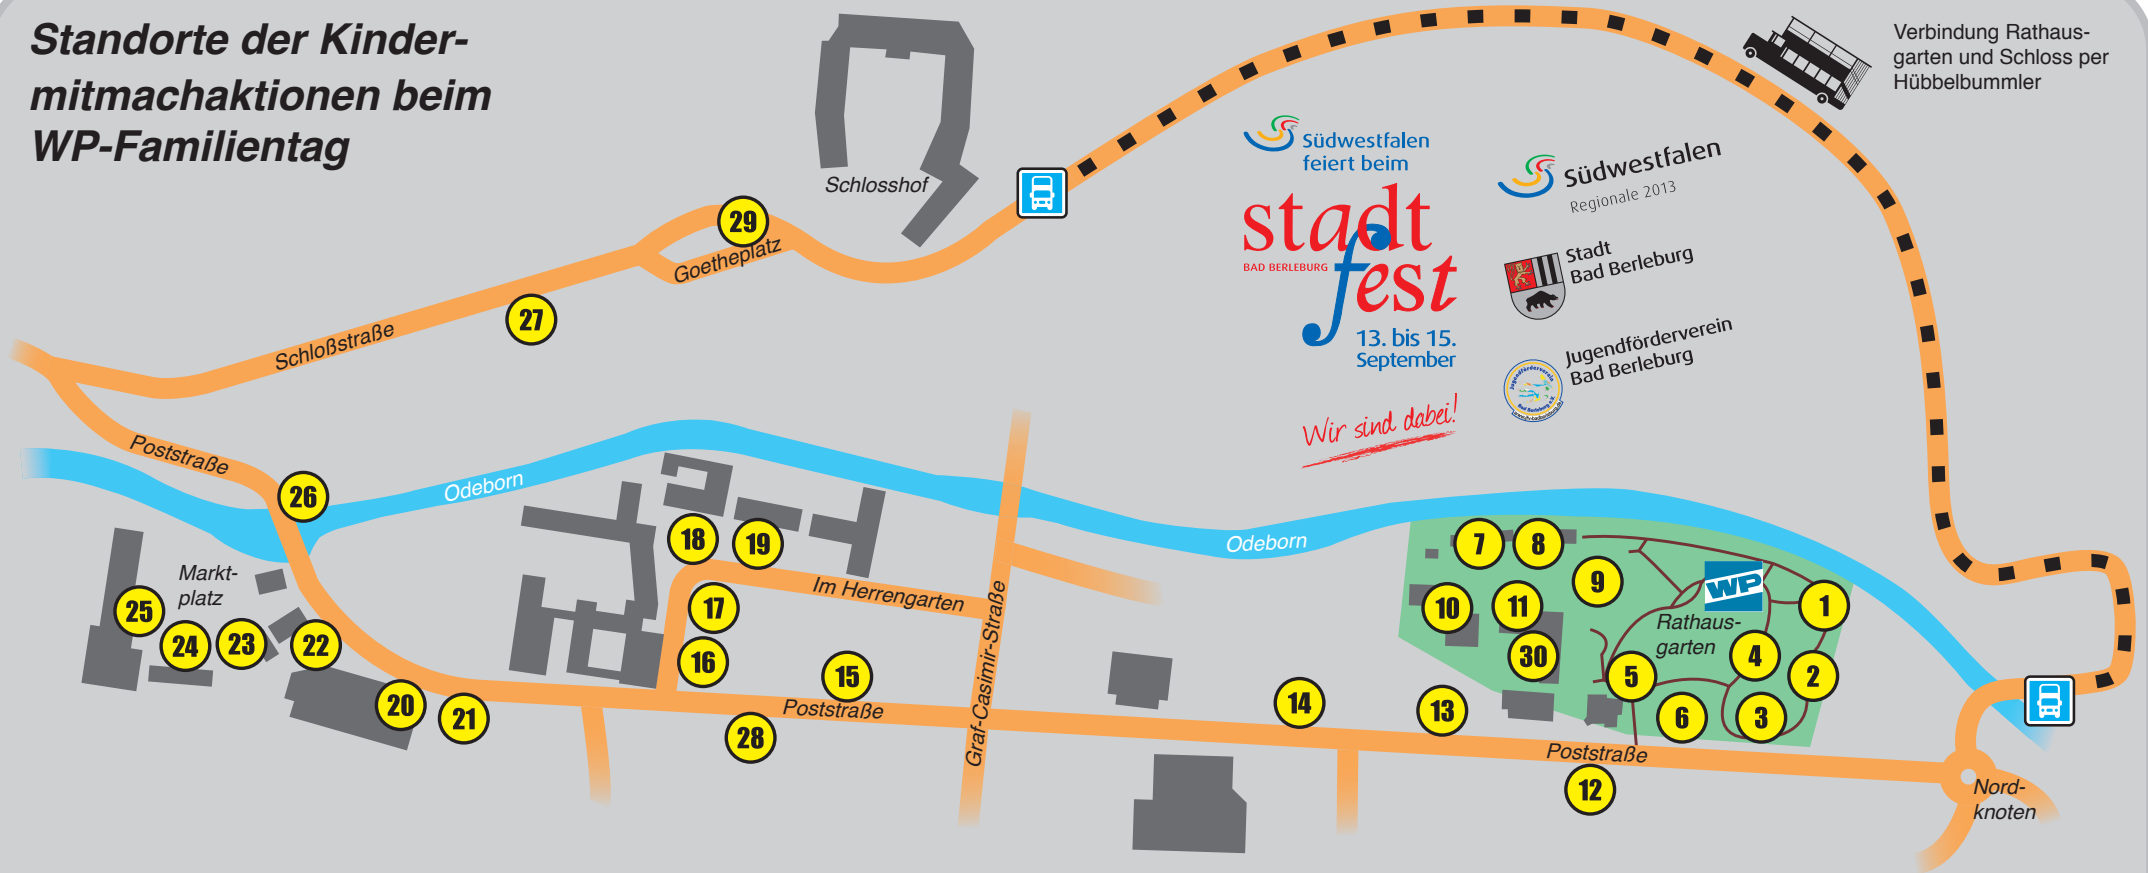 Standorte der Kinder-
mitmachaktionen beim
WP-Familientag
Verbindung Rathaus-
garten und Schloss per
Hübbelbummler
Schlosshof
Südwestfalen
feiert beim
stadt
BAD BERLEBURG
fest
13. bis 15.
September
Wir sind dabei!
Südwestfalen
Regionale 2013
Stadt
Bad Berleburg
Jugendförderverein
Bad Berleburg
29
Goetheplatz
27
Schloßstraße
Poststraße
26
Odeborn
Odeborn
18
19
7
8
9
Markt-
platz
25
24
23
22
17
Im Herrengarten
16
15
Graf-Casimir-Straße
10
11
WP
1
Rathaus-
garten
30
5
4
2
20
21
Poststraße
28
14
13
6
3
Poststraße
12
Nord-
knoten